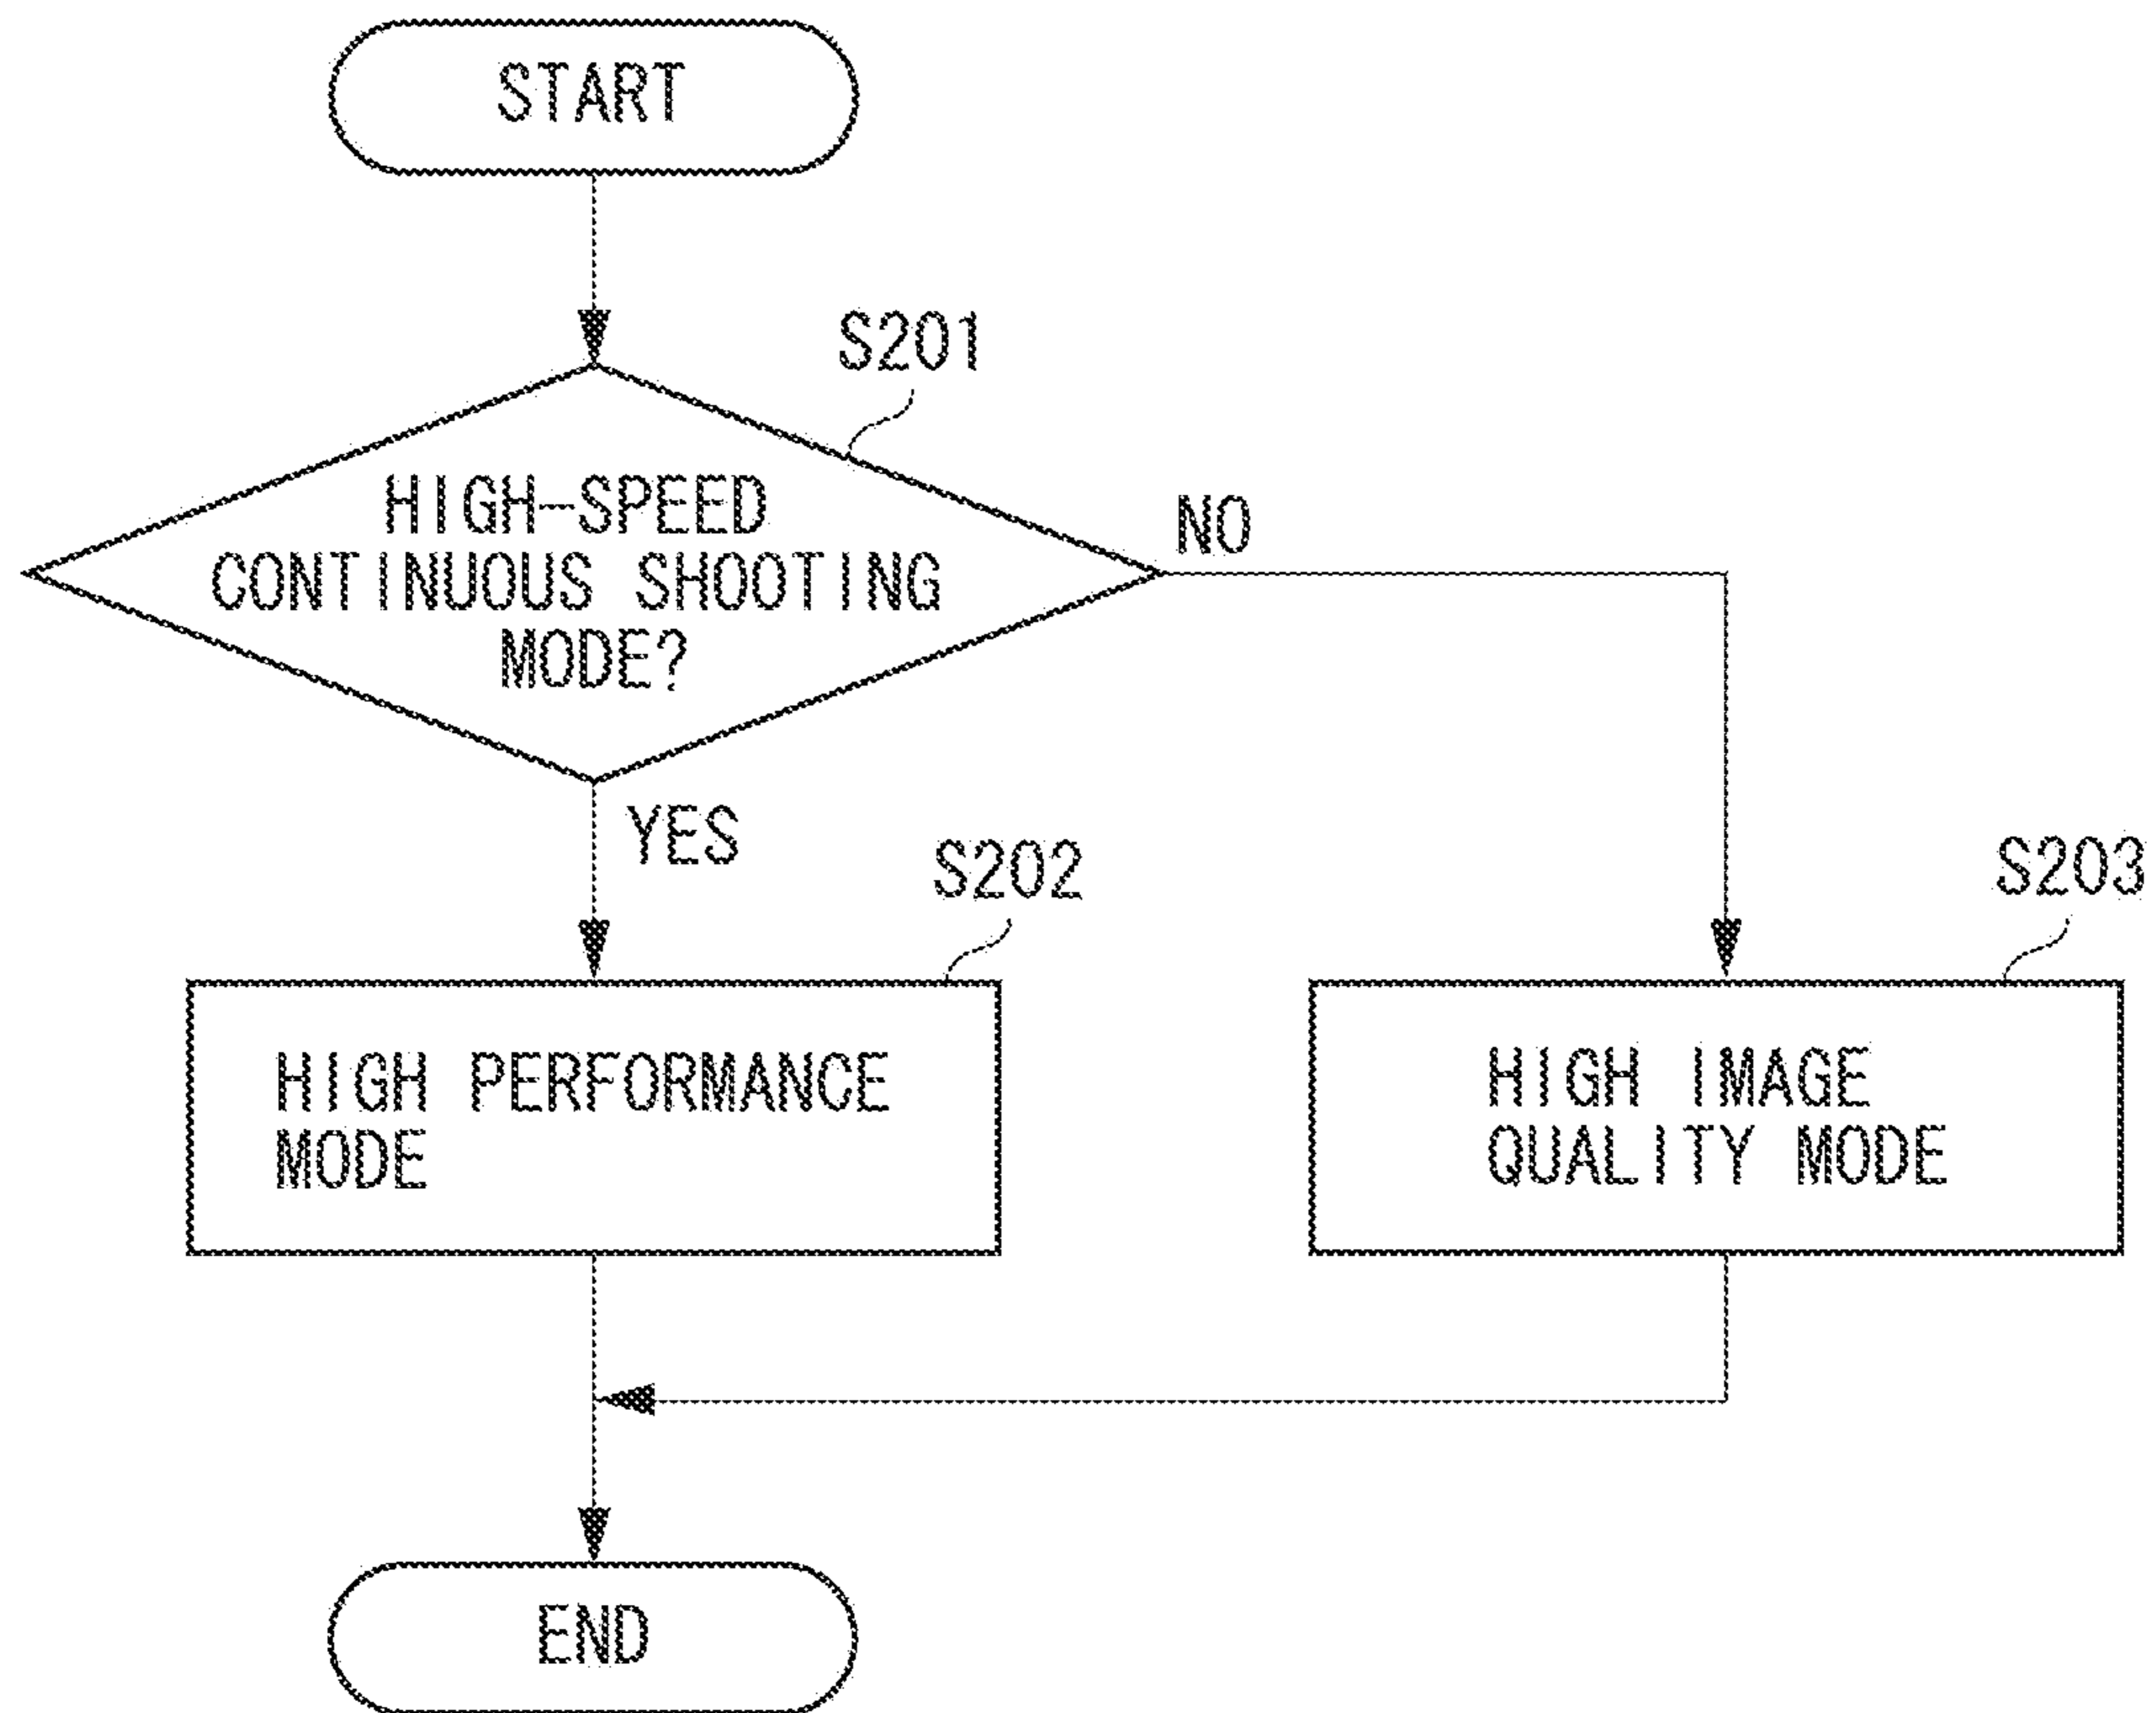 START
S201
HIGH-SPEED
CONTINUOUS SHOOTING
MODE?
NO
YES
S202
HIGH PERFORMANCE
MODE
S203
HIGH IMAGE
QUALITY MODE
END